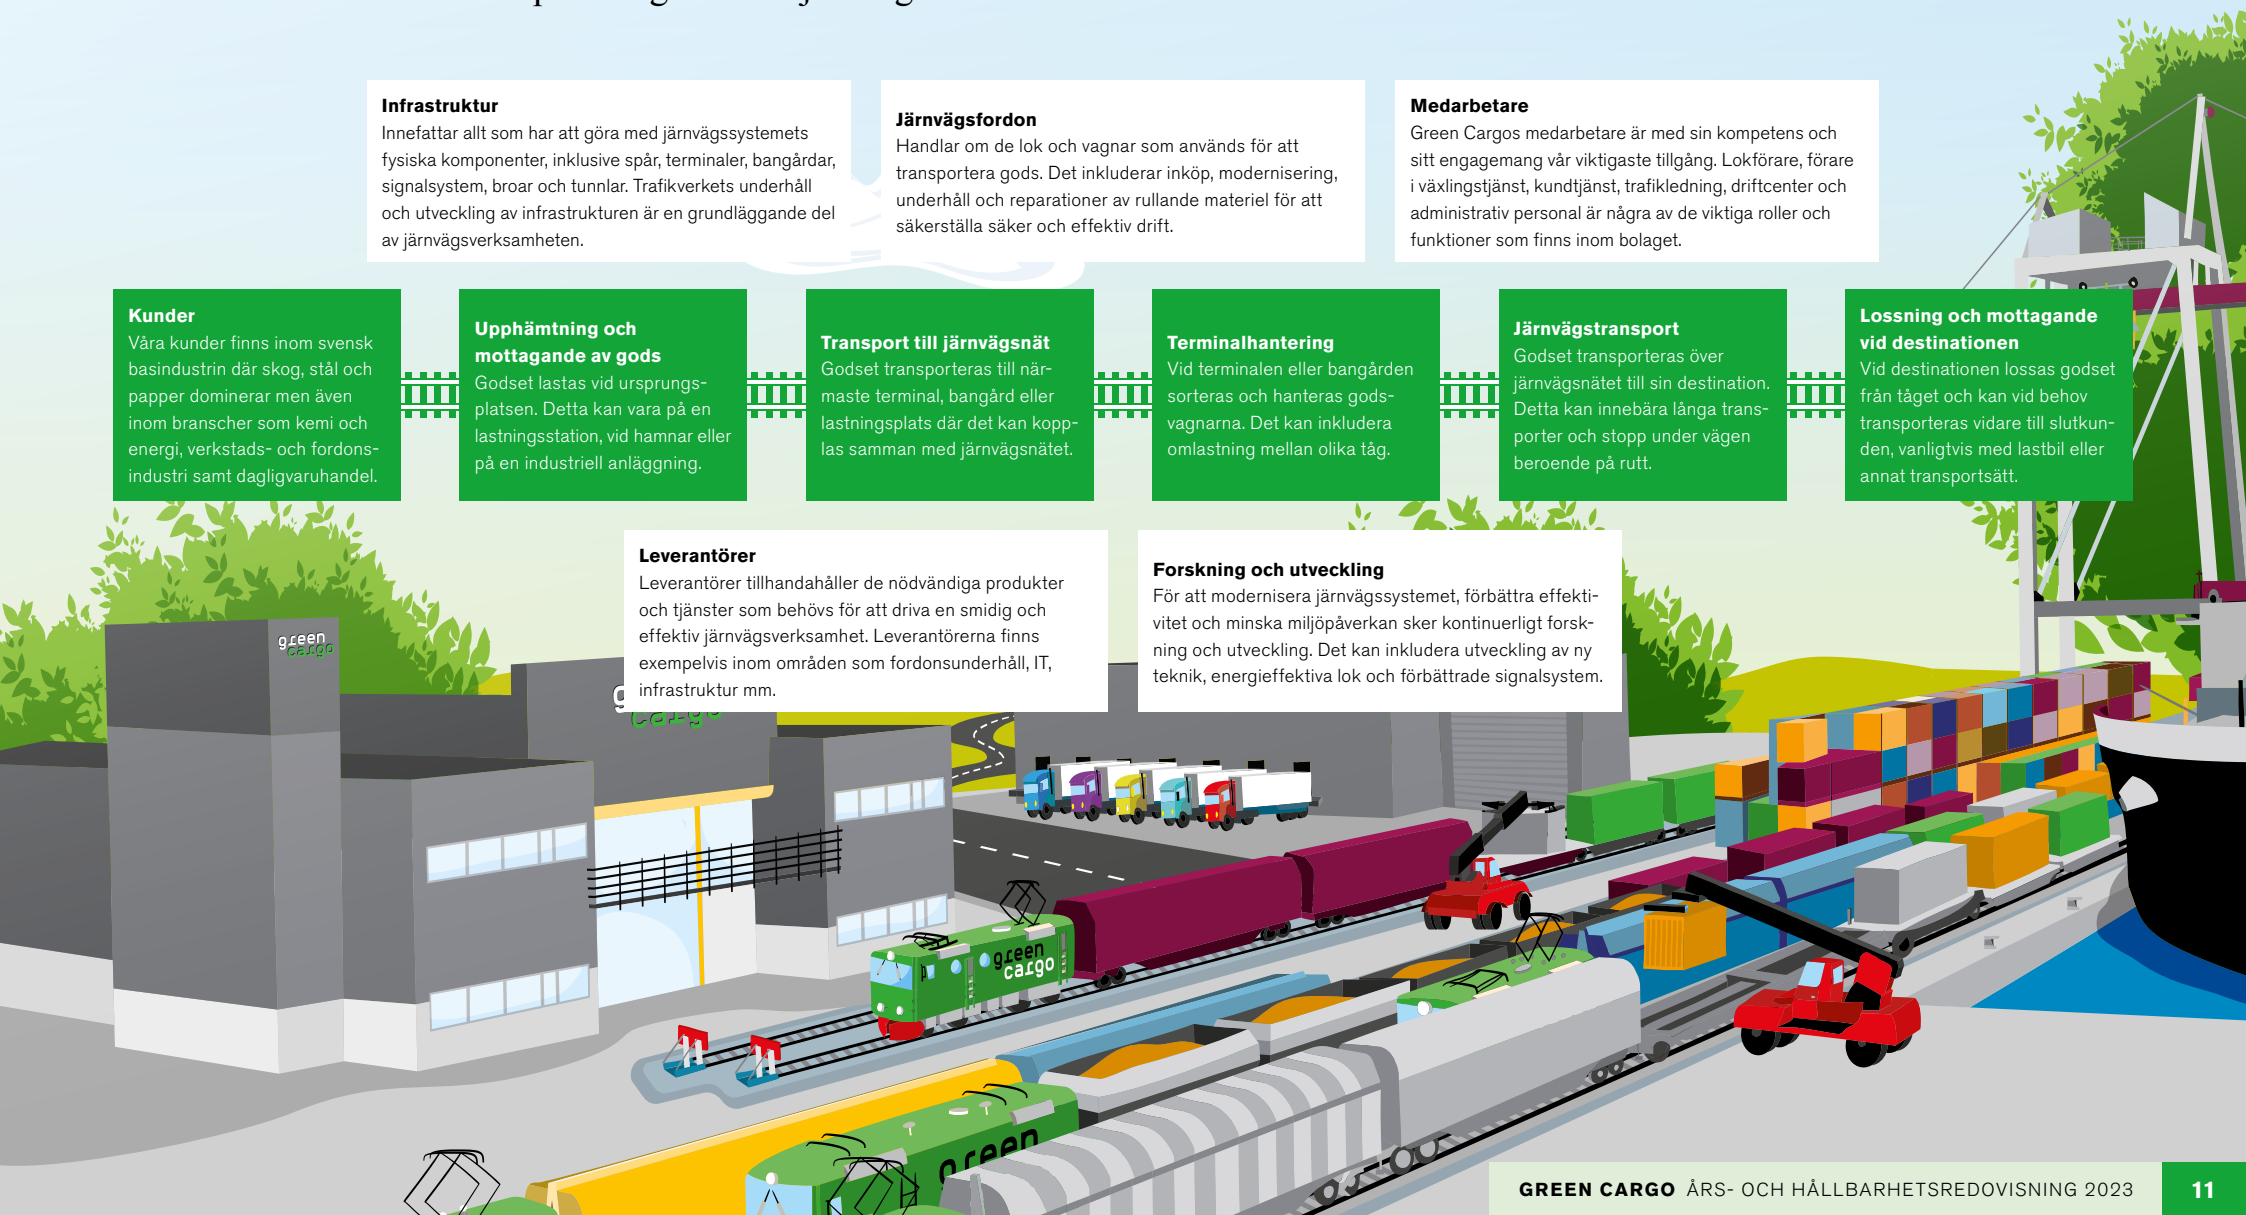 Infrastruktur
Innefattar allt som har att göra med järnvägssystemets
fysiska komponenter, inklusive spår, terminaler, bangårdar,
signalsystem, broar och tunnlar. Trafikverkets underhåll
och utveckling av infrastrukturen är en grundläggande del
av järnvägsverksamheten.
Järnvägsfordon
Handlar om de lok och vagnar som används för att
transportera gods. Det inkluderar inköp, modernisering,
underhåll och reparationer av rullande materiel för att
säkerställa säker och effektiv drift.
Medarbetare
Green Cargos medarbetare är med sin kompetens och
sitt engagemang vår viktigaste tillgång. Lokförare, förare
i växlingstjänst, kundtjänst, trafikledning, driftcenter och
administrativ personal är några av de viktiga roller och
funktioner som finns inom bolaget.
Kunder
Våra kunder finns inom svensk
basindustrin där skog, stål och
papper dominerar men även
inom branscher som kemi och
energi, verkstads- och fordons-
industri samt dagligvaruhandel.
Upphämtning och
mottagande av gods
Godset lastas vid ursprungs-
platsen. Detta kan vara på en
lastningsstation, vid hamnar eller
på en industriell anläggning.
Transport till järnvägsnät
Godset transporteras till när-
maste terminal, bangård eller
lastningsplats där det kan kopp-
las samman med järnvägsnätet.
Terminalhantering
Vid terminalen eller bangården
sorteras och hanteras gods-
vagnarna. Det kan inkludera
omlastning mellan olika tåg.
Järnvägstransport
Godset transporteras över
järnvägsnätet till sin destination.
Detta kan innebära långa trans-
porter och stopp under vägen
beroende på rutt.
Lossning och mottagande
vid destinationen
Vid destinationen lossas godset
från tåget och kan vid behov
transporteras vidare till slutkun-
den, vanligtvis med lastbil eller
annat transportsätt.
Leverantörer
Leverantörer tillhandahåller de nödvändiga produkter
och tjänster som behövs för att driva en smidig och
effektiv järnvägsverksamhet. Leverantörerna finns
exempelvis inom områden som fordonsunderhåll, IT,
infrastruktur mm.
Forskning och utveckling
För att modernisera järnvägssystemet, förbättra effekti-
vitet och minska miljöpåverkan sker kontinuerligt forsk-
ning och utveckling. Det kan inkludera utveckling av ny
teknik, energieffektiva lok och förbättrade signalsystem.
green
cargo
cargo
green
cargo
green
GREEN CARGO ÅRS- OCH HÅLLBARHETSREDOVISNING 2023 11